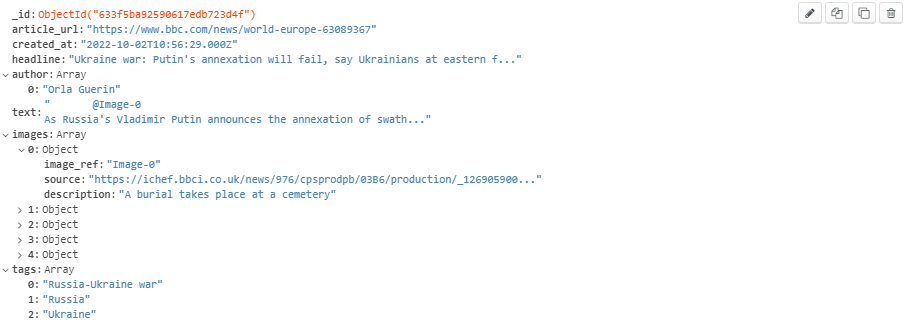 _id: ObjectId("633f5ba92590617edb723d4f")
article_url: "https://www.bbc.com/news/world-europe-63089367"
created_at: "2022-10-02T10:56:29.000Z"
headline: "Ukraine war: Putin's annexation will fail, say Ukrainians at eastern f..."
author: Array
0: "Orla Guerin"
text: " @Image-0
As Russia's Vladimir Putin announces the annexation of swath..."
images: Array
0: Object
image_ref: "Image-0"
source: "https://ichef.bbci.co.uk/news/976/cpsprodpb/03B6/production/_126905900..."
description: "A burial takes place at a cemetery"
1: Object
2: Object
3: Object
4: Object
tags: Array
0: "Russia-Ukraine war"
1: "Russia"
2: "Ukraine"